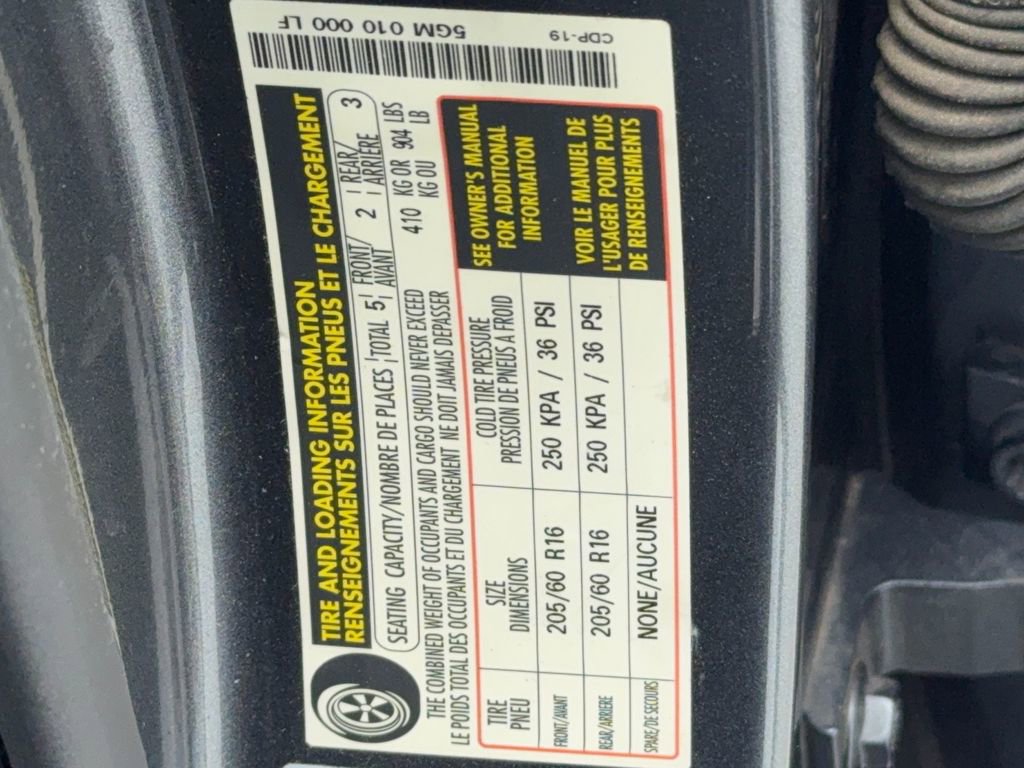 CDP-19
5GM 010 000 LF
TIRE AND LOADING INFORMATION
RENSEIGNEMENTS SUR LES PNEUS ET LE CHARGEMENT
SEATING CAPACITY/NOMBRE DE PLACES | TOTAL 5 | FRONT/AVANT 2 | REAR/ARRIÈRE 3
THE COMBINED WEIGHT OF OCCUPANTS AND CARGO SHOULD NEVER EXCEED 410 KG OR 904 LBS
LE POIDS TOTAL DES OCCUPANTS ET DU CHARGEMENT NE DOIT JAMAIS DEPASSER KG OU LB
TIRE PNEU
SIZE DIMENSIONS
COLD TIRE PRESSURE PRESSION DE PNEUS A FROID
FRONT/AVANT 205/60 R16 250 KPA / 36 PSI
REAR/ARRIERE 205/60 R16 250 KPA / 36 PSI
SPARE/DE SECOURS NONE/AUCUNE
SEE OWNER'S MANUAL
FOR ADDITIONAL
INFORMATION
VOIR LE MANUEL DE
L'USAGER POUR PLUS
DE RENSEIGNEMENTS